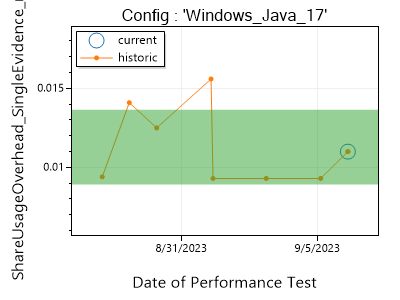 Config : 'Windows_Java_17'
current
historic
0.015
0.01
ShareUsageOverhead_SingleEvidence_
8/31/2023
9/5/2023
Date of Performance Test